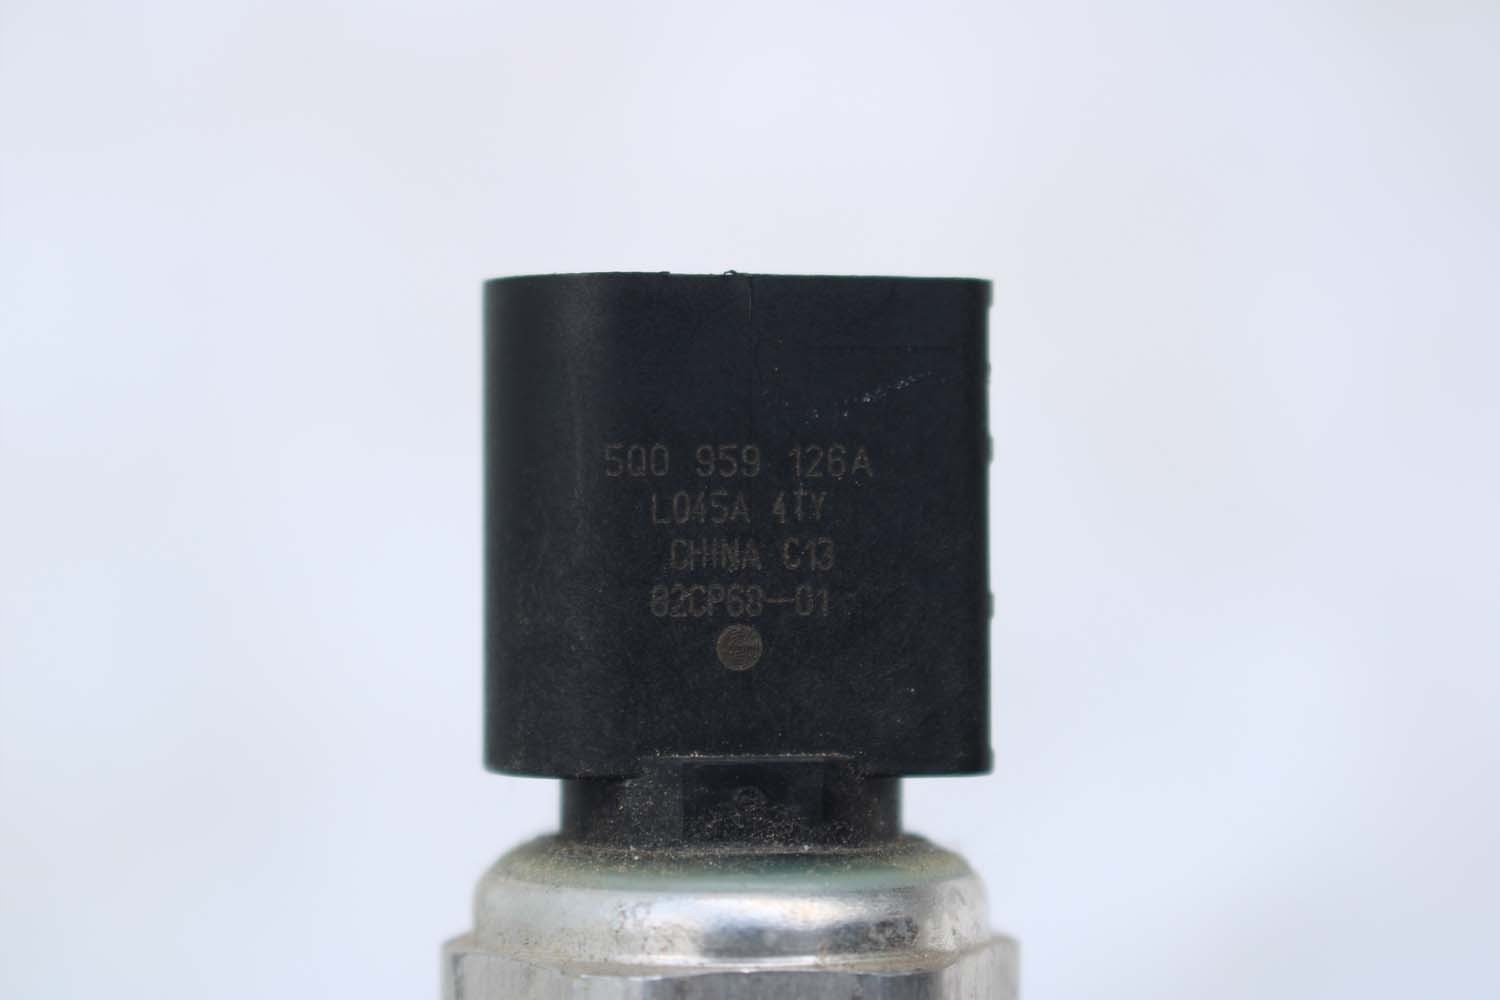 5Q0 959 126A
L045A 4TY
CHINA C13
82CP68-01